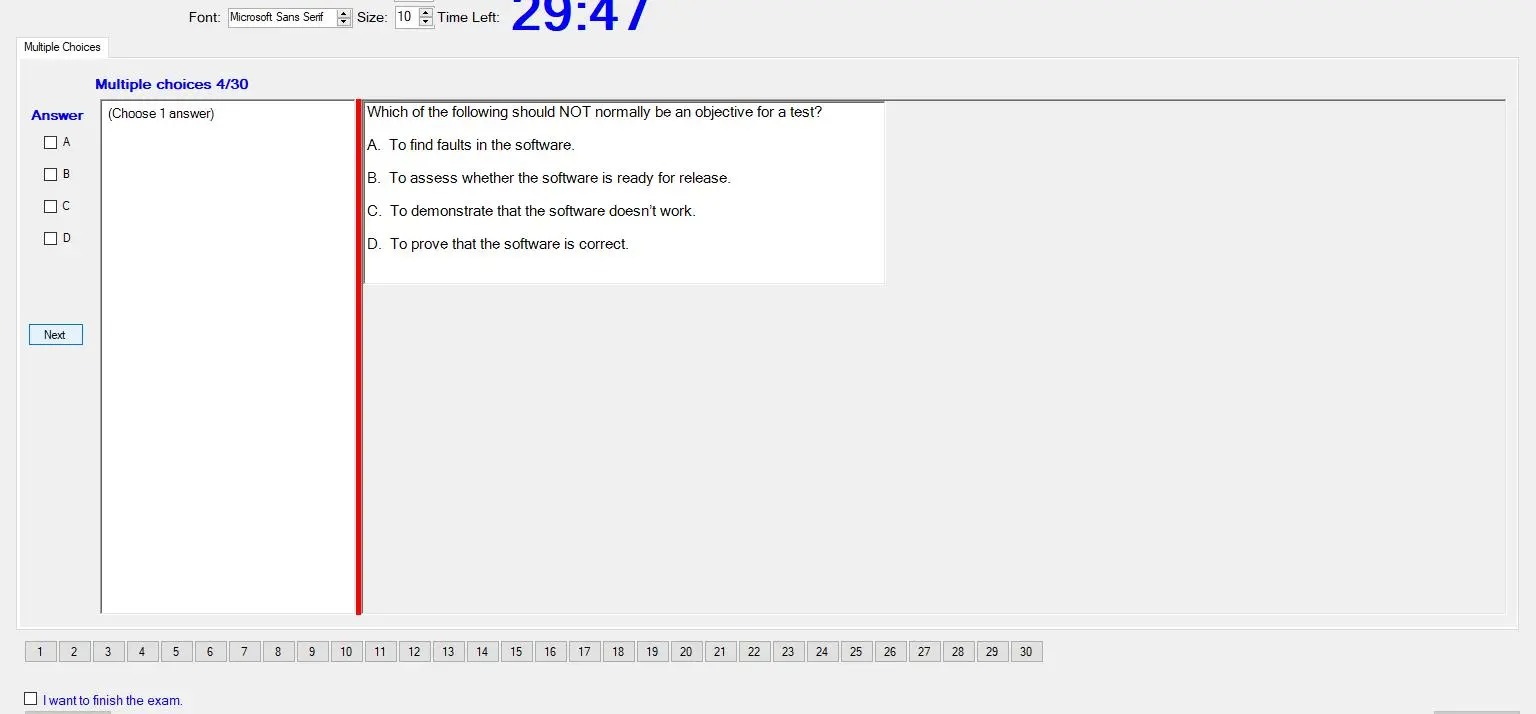 Font: Microsoft Sans Serif Size: 10 Time Left: 29:47
Multiple Choices
Multiple choices 4/30
Answer
(Choose 1 answer)
A
B
C
D
Next
Which of the following should NOT normally be an objective for a test?
A. To find faults in the software.
B. To assess whether the software is ready for release.
C. To demonstrate that the software doesn't work.
D. To prove that the software is correct.
1 2 3 4 5 6 7 8 9 10 11 12 13 14 15 16 17 18 19 20 21 22 23 24 25 26 27 28 29 30
I want to finish the exam.